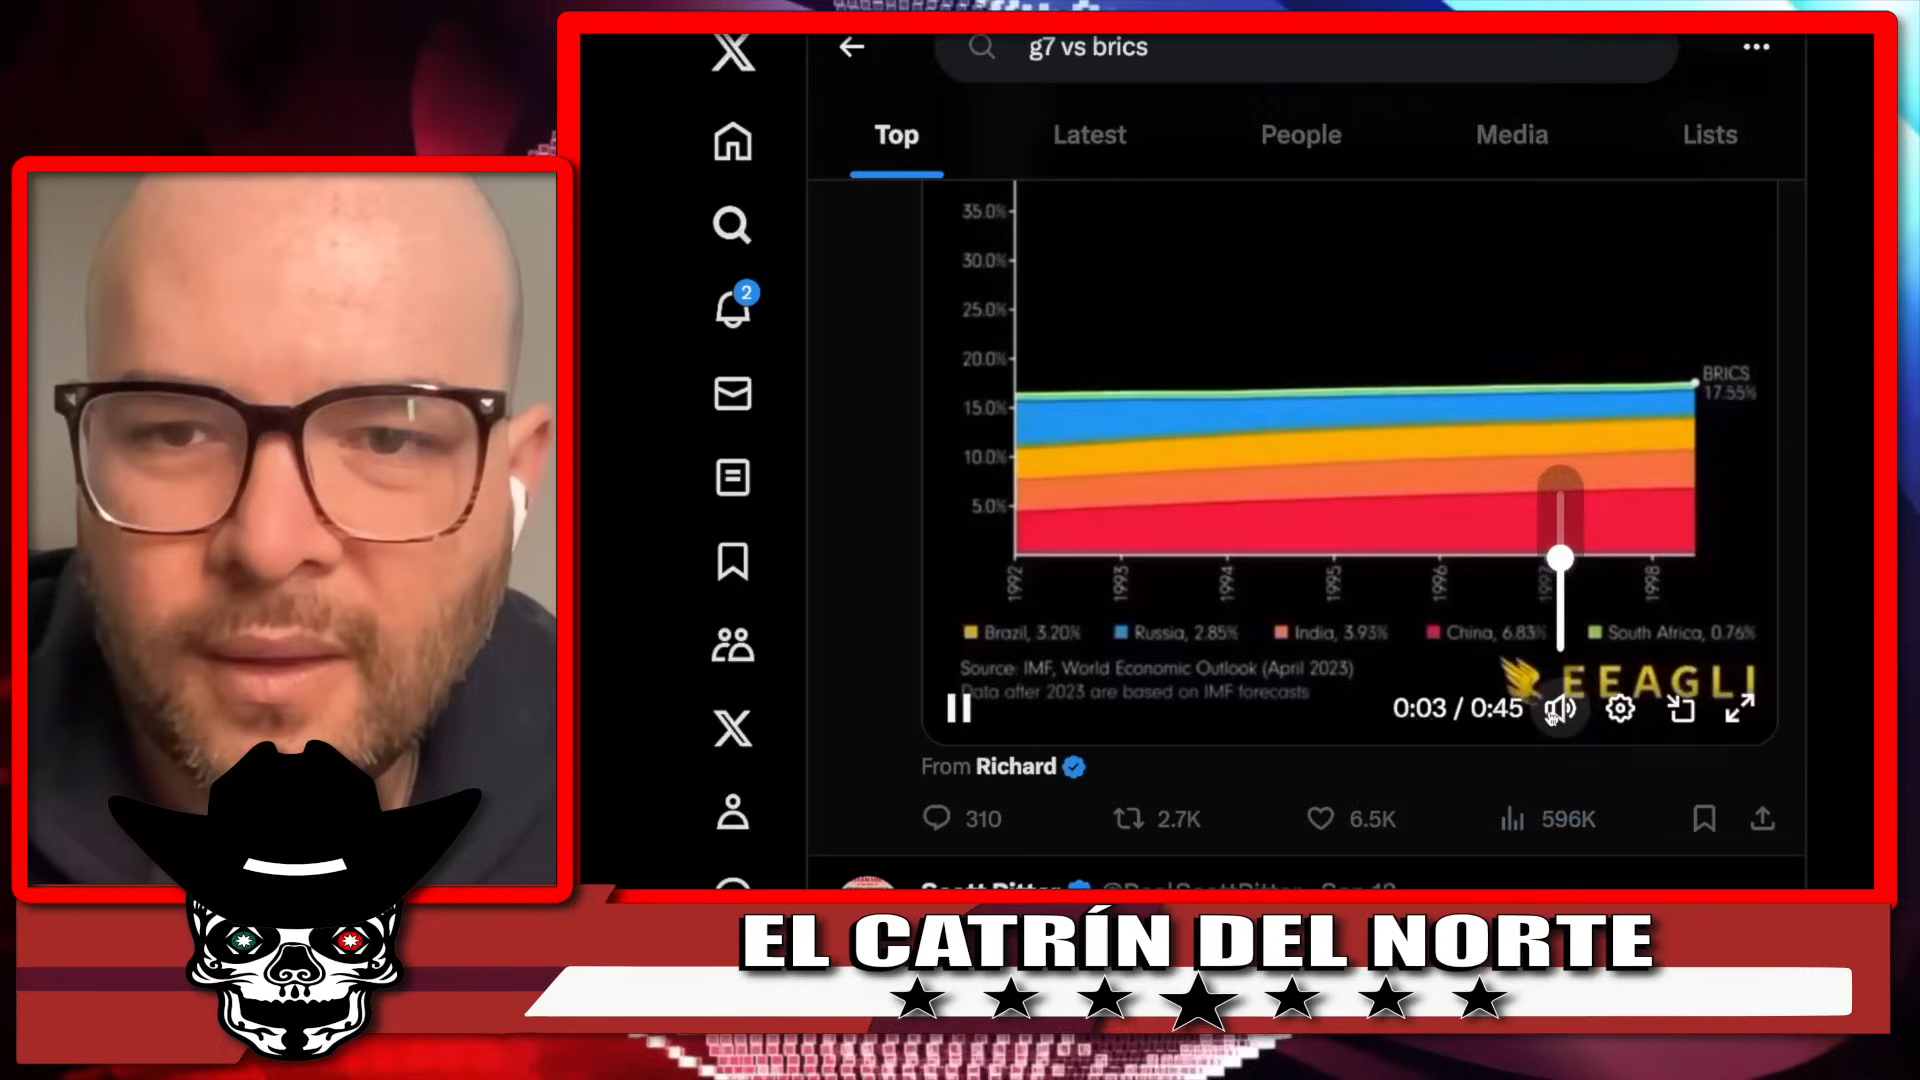 g7 vs brics
Top
Latest
People
Media
Lists
2
35.0%
30.0%
25.0%
20.0%
15.0%
10.0%
5.0%
BRICS
17.55%
1992
1993
1994
1995
1996
1997
1998
Brazil, 3.20%
Russia, 2.85%
India, 3.93%
China, 6.83%
South Africa, 0.76%
Source: IMF, World Economic Outlook (April 2023)
Data after 2023 are based on IMF forecasts
EEAGLI
0:03 / 0:45
From Richard
310
2.7K
6.5K
596K
EL CATRÍN DEL NORTE